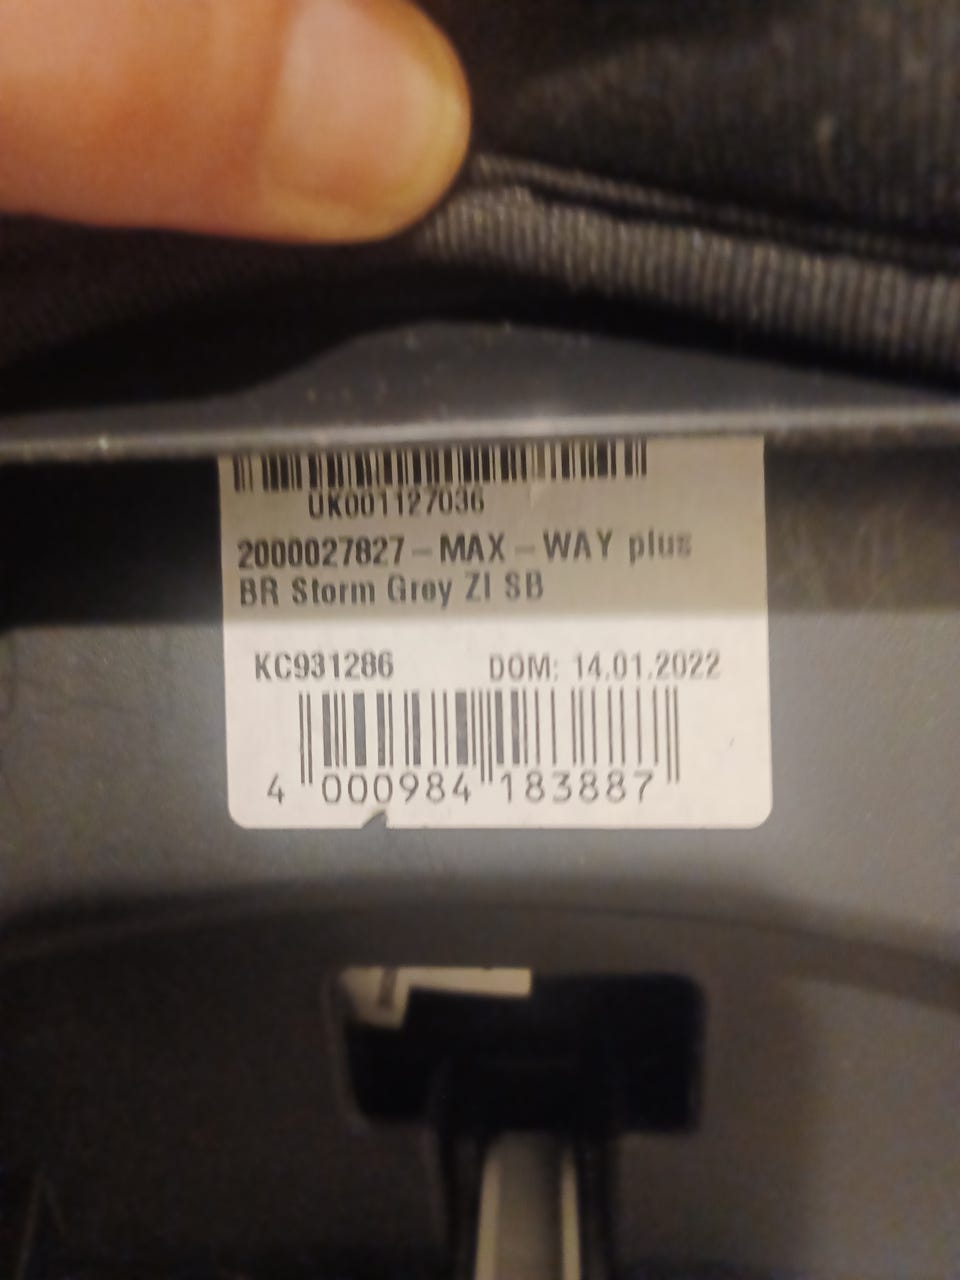 UK001127036
2000027827-MAX-WAY plus
BR Storm Grey ZI SB
KC931286 DOM: 14.01.2022
4 000984 183887